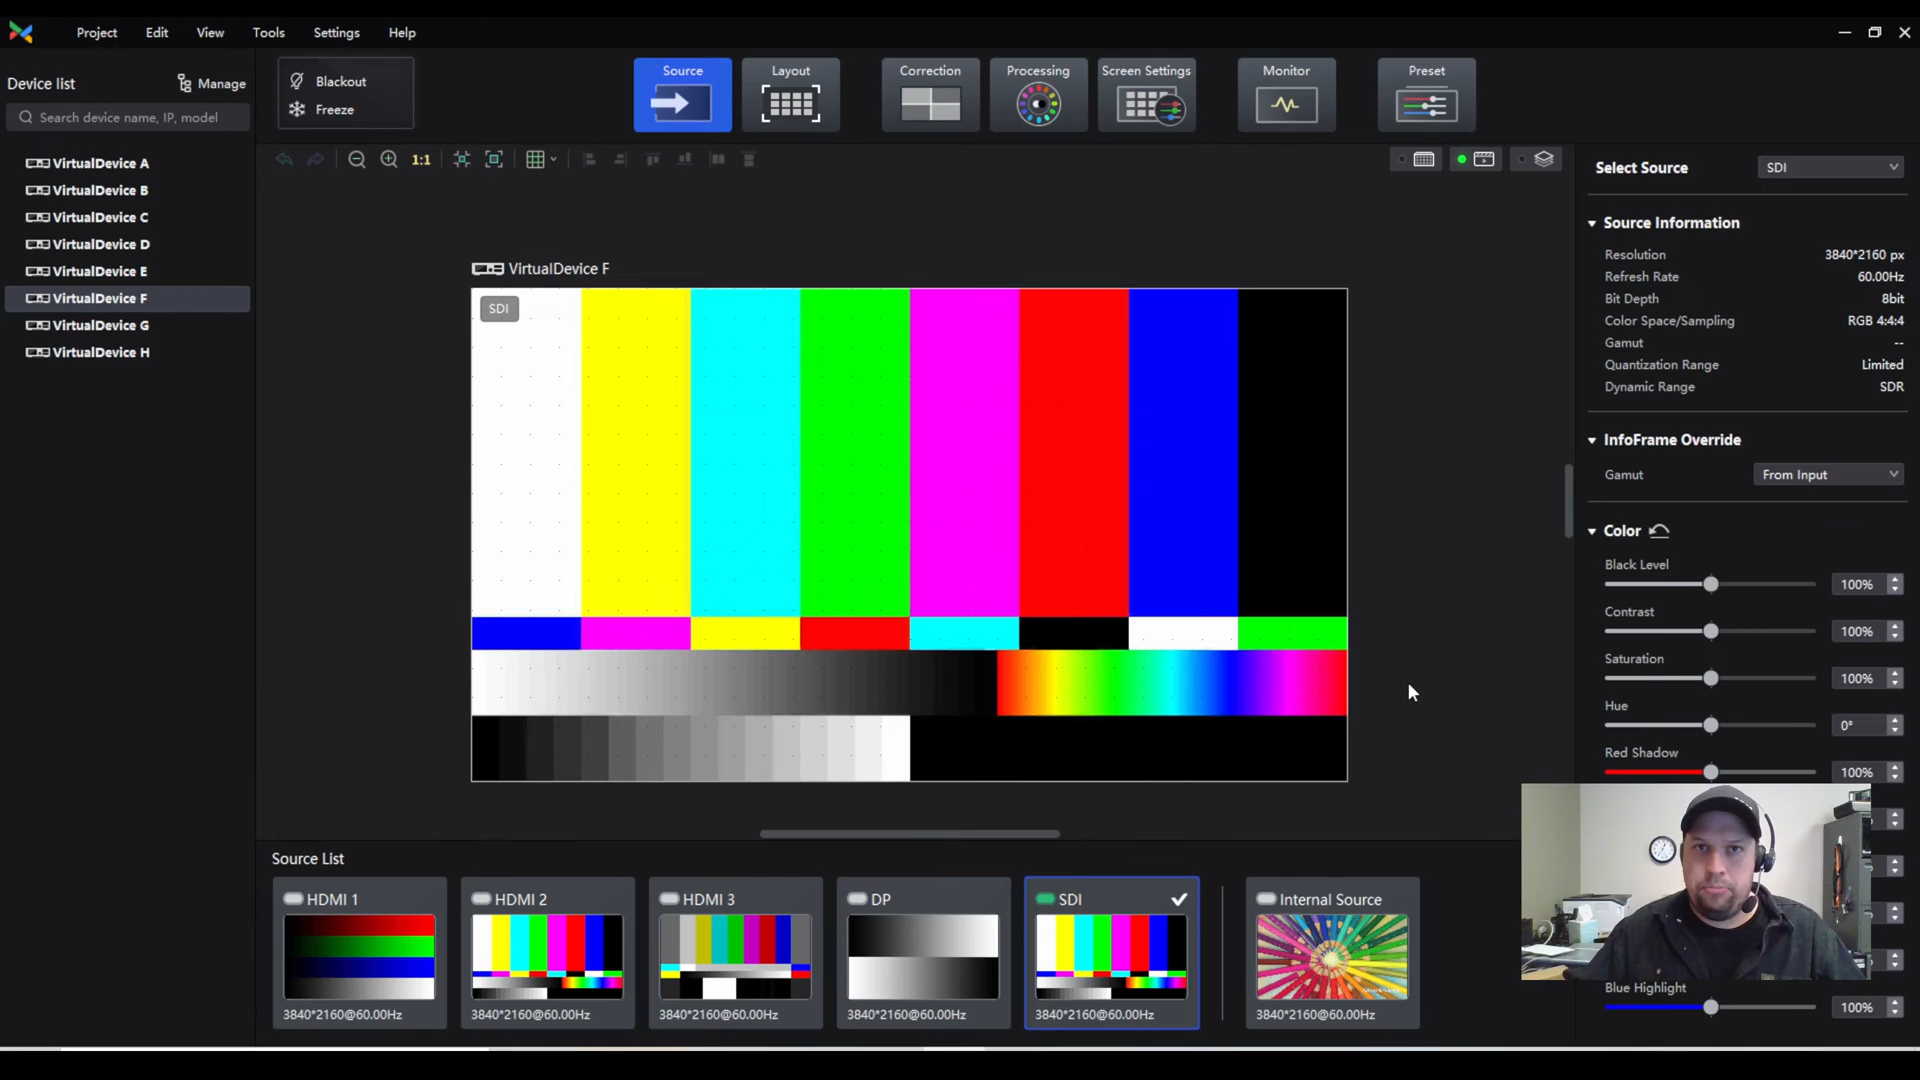 Project Edit View Tools Settings Help
Device list Manage
Search device name, IP, model
VirtualDevice A
VirtualDevice B
VirtualDevice C
VirtualDevice D
VirtualDevice E
VirtualDevice F
VirtualDevice G
VirtualDevice H
Blackout
Freeze
Source
Layout
Correction
Processing
Screen Settings
Monitor
Preset
1:1
VirtualDevice F
SDI
Select Source SDI
Source Information
Resolution 3840*2160 px
Refresh Rate 60.00Hz
Bit Depth 8bit
Color Space/Sampling RGB 4:4:4
Gamut --
Quantization Range Limited
Dynamic Range SDR
InfoFrame Override
Gamut From Input
Color
Black Level
100%
Contrast
100%
Saturation
100%
Hue
0°
Red Shadow
100%
Blue Highlight
100%
Source List
HDMI 1
3840*2160@60.00Hz
HDMI 2
3840*2160@60.00Hz
HDMI 3
3840*2160@60.00Hz
DP
3840*2160@60.00Hz
SDI
3840*2160@60.00Hz
Internal Source
3840*2160@60.00Hz